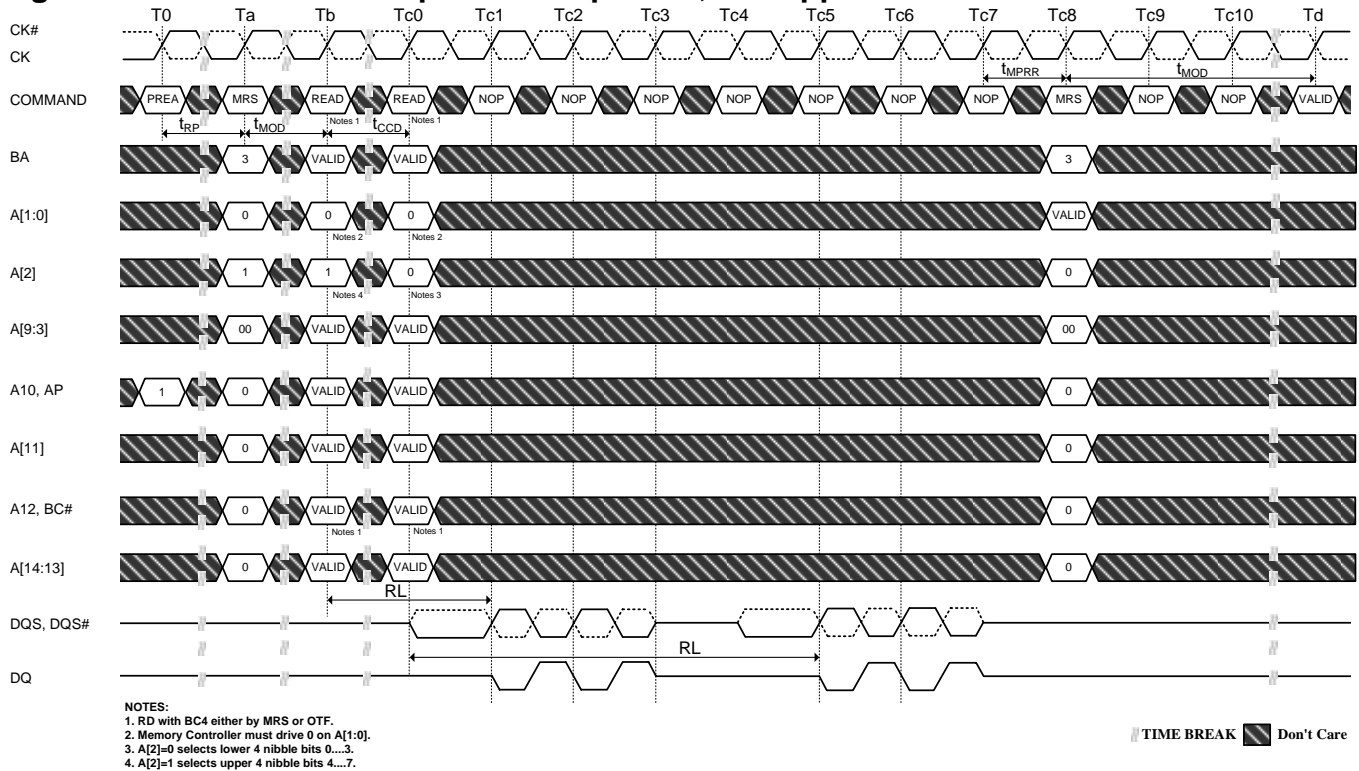 T0 Ta Tb Tc0 Tc1 Tc2 Tc3 Tc4 Tc5 Tc6 Tc7 Tc8 Tc9 Tc10 Td
CK#
CK
tMPRR tMOD
COMMAND PREA MRS READ READ NOP NOP NOP NOP NOP NOP NOP MRS NOP NOP VALID
Notes 1 Notes 1
tRP tMOD tCCD
BA 3 VALID VALID 3
A[1:0] 0 0 0 VALID
Notes 2 Notes 2
A[2] 1 1 0 0
Notes 4 Notes 3
A[9:3] 00 VALID VALID 00
A10, AP 1 0 VALID VALID 0
A[11] 0 VALID VALID 0
A12, BC# 0 VALID VALID 0
Notes 1 Notes 1
A[14:13] 0 VALID VALID 0
RL
DQS, DQS#
RL
DQ
NOTES:
1. RD with BC4 either by MRS or OTF.
2. Memory Controller must drive 0 on A[1:0].
3. A[2]=0 selects lower 4 nibble bits 0....3.
4. A[2]=1 selects upper 4 nibble bits 4....7.
TIME BREAK Don't Care